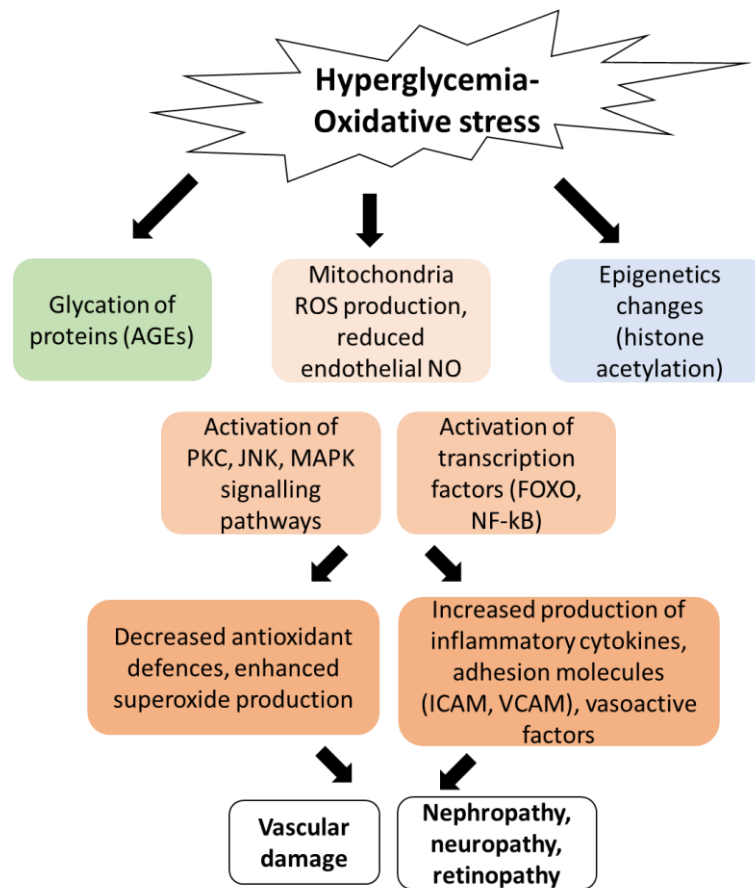 Hyperglycemia-
Oxidative stress
Glycation of
proteins (AGEs)
Mitochondria
ROS production,
reduced
endothelial NO
Epigenetics
changes
(histone
acetylation)
Activation of
PKC, JNK, MAPK
signalling
pathways
Activation of
transcription
factors (FOXO,
NF-kB)
Decreased antioxidant
defences, enhanced
superoxide production
Increased production of
inflammatory cytokines,
adhesion molecules
(ICAM, VCAM), vasoactive
factors
Vascular
damage
Nephropathy,
neuropathy,
retinopathy